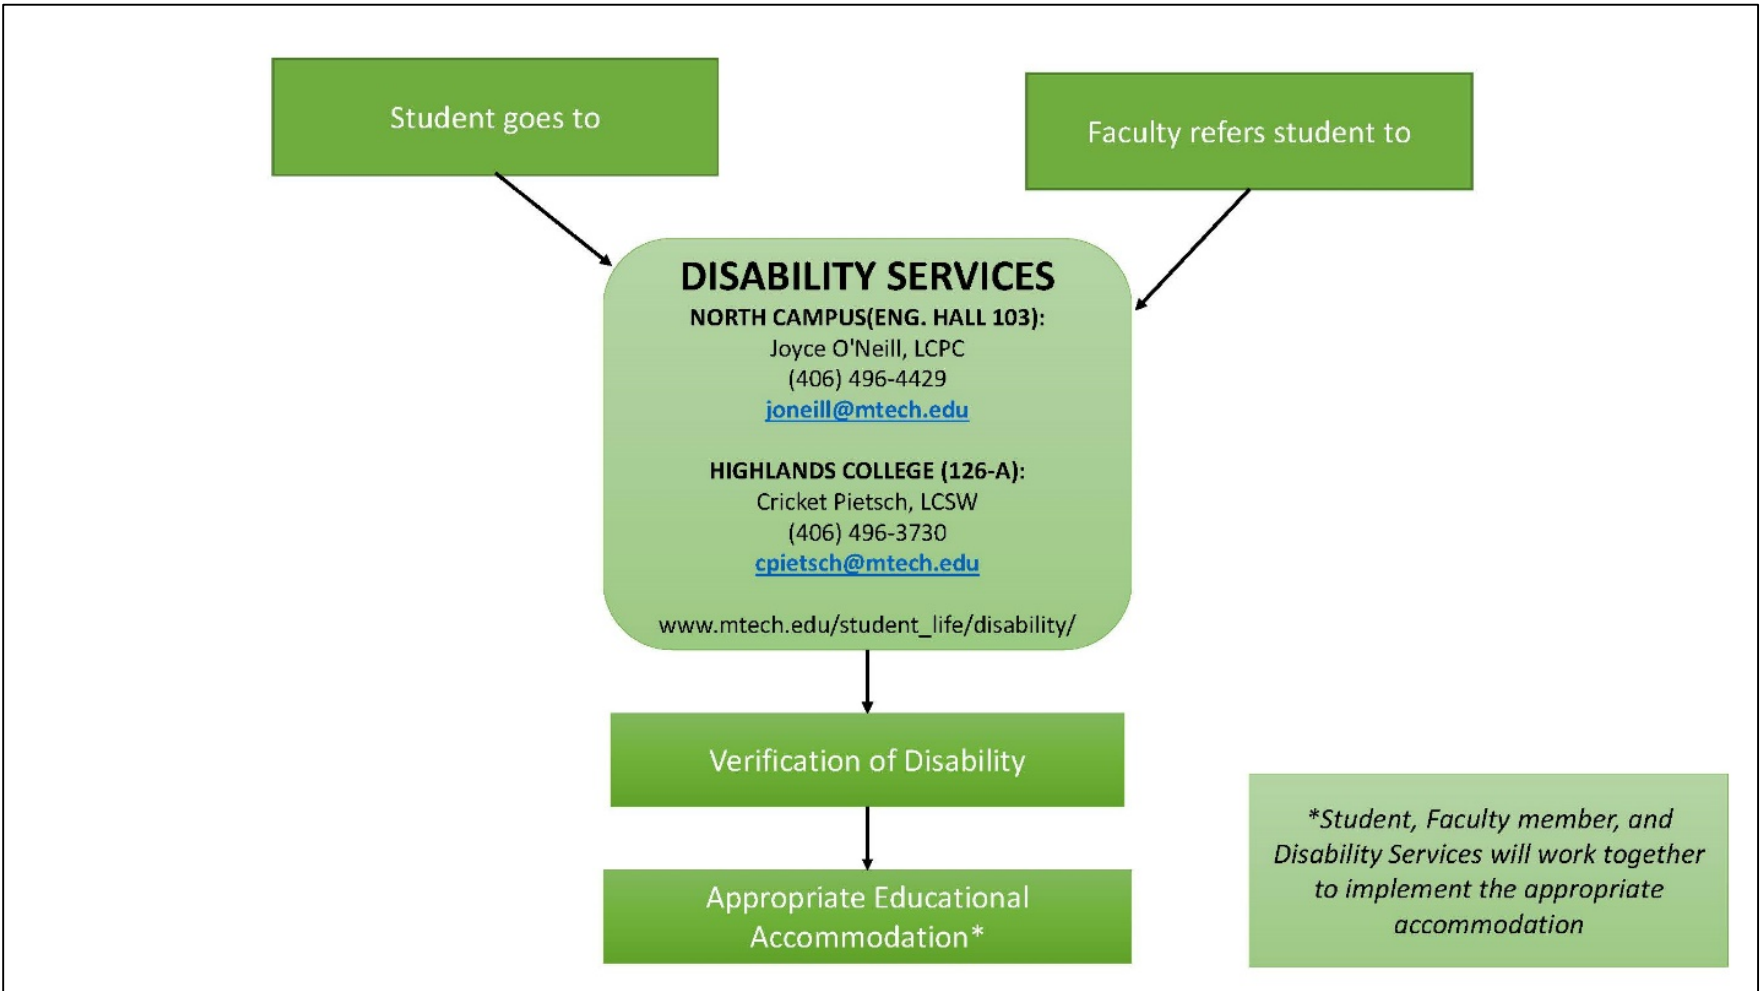 Student goes to
Faculty refers student to
DISABILITY SERVICES
NORTH CAMPUS(ENG. HALL 103):
Joyce O'Neill, LCPC
(406) 496-4429
joneill@mtech.edu
HIGHLANDS COLLEGE (126-A):
Cricket Pietsch, LCSW
(406) 496-3730
cpietsch@mtech.edu
www.mtech.edu/student_life/disability/
Verification of Disability
Appropriate Educational
Accommodation*
*Student, Faculty member, and
Disability Services will work together
to implement the appropriate
accommodation